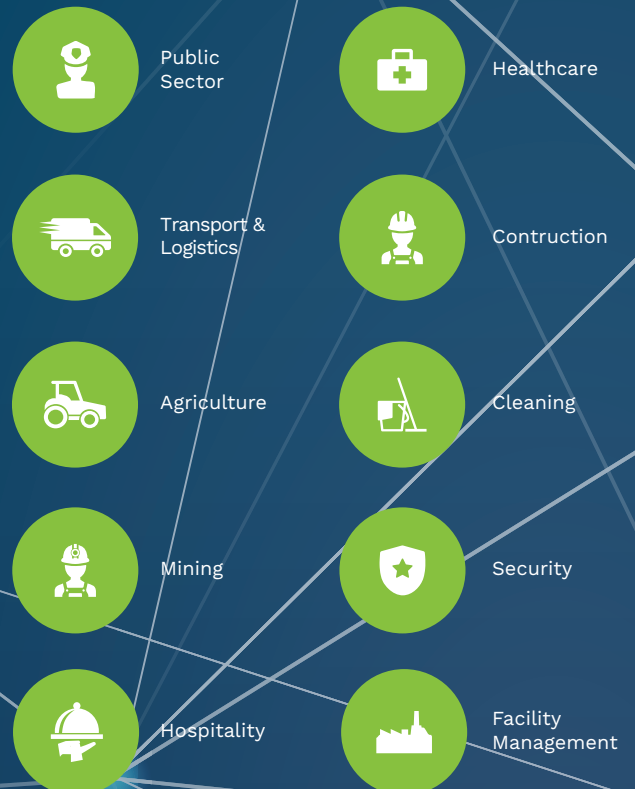 Public
Sector
Healthcare
Transport &
Logistics
Contruction
Agriculture
Cleaning
Mining
Security
Hospitality
Facility
Management